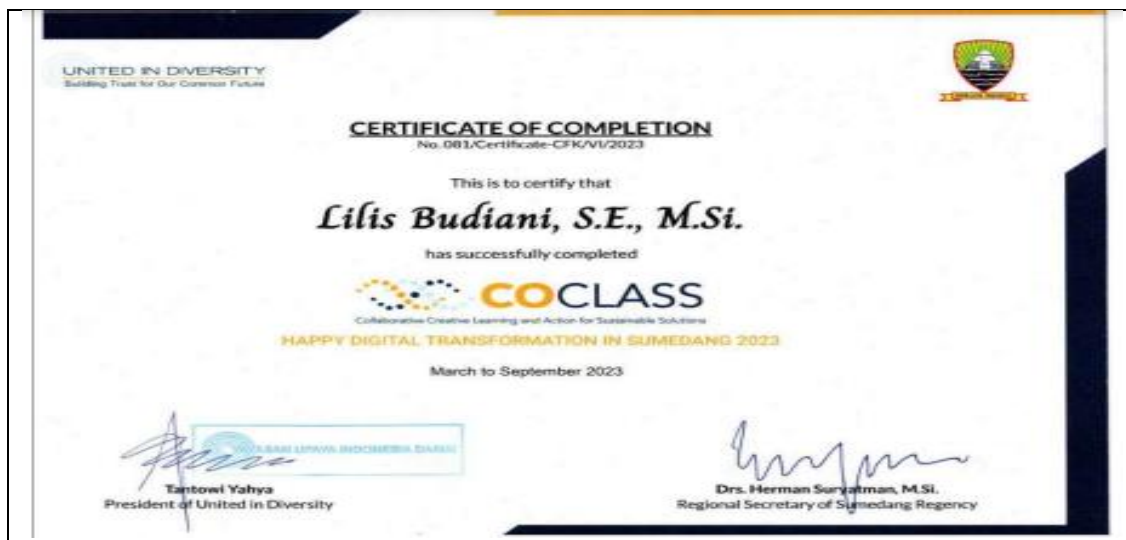 UNITED IN DIVERSITY
Building Trust for Our Common Future
CERTIFICATE OF COMPLETION
No. 081/Certificate-CFK/VI/2023
This is to certify that
Lilis Budiani, S.E., M.Si.
has successfully completed
COCLASS
Collaborative Creative Learning and Action for Sustainable Solutions
HAPPY DIGITAL TRANSFORMATION IN SUMEDANG 2023
March to September 2023
UPAYA INDONESIA DAMAI
Tantowi Yahya
President of United in Diversity
Drs. Herman Suryatman, M.Si.
Regional Secretary of Sumedang Regency